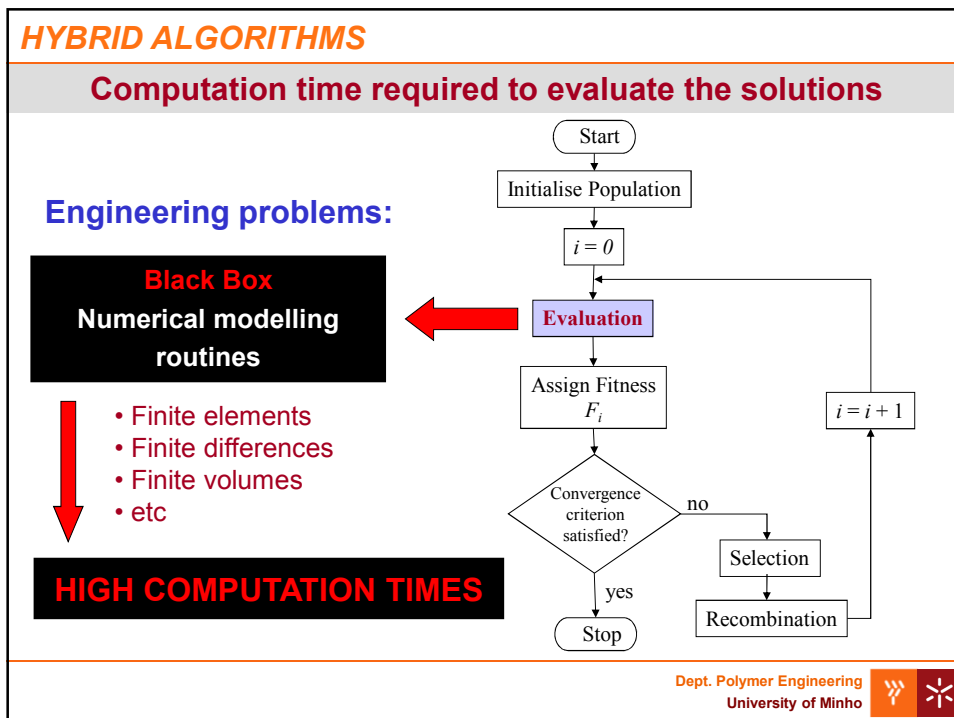 HYBRID ALGORITHMS
Computation time required to evaluate the solutions
Engineering problems:
Black Box
Numerical modelling
routines
• Finite elements
• Finite differences
• Finite volumes
• etc
HIGH COMPUTATION TIMES
Start
Initialise Population
i = 0
Evaluation
Assign Fitness
Fi
i = i + 1
Convergence
criterion
satisfied?
no
Selection
yes
Recombination
Stop
Dept. Polymer Engineering
University of Minho